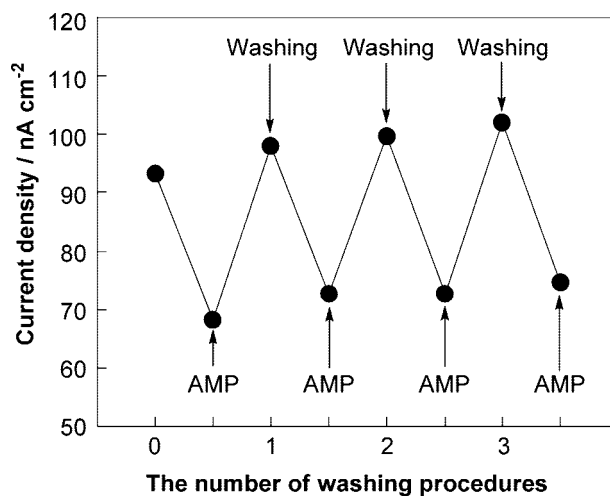 120
Washing Washing Washing
110
100
90
80
70
60
AMP AMP AMP AMP
50
0 1 2 3
Current density / nA cm-2
The number of washing procedures